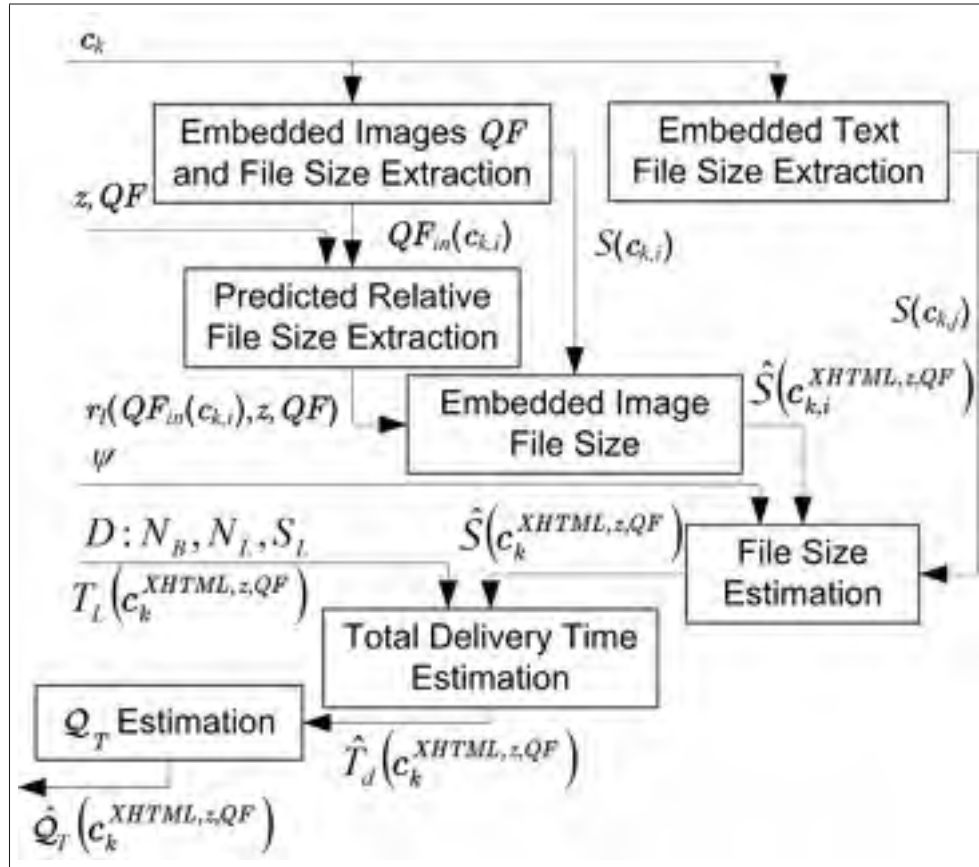 c_k
Embedded Images QF
and File Size Extraction
Embedded Text
File Size Extraction
z, QF
QF_in(c_k,i)
S(c_k,i)
Predicted Relative
File Size Extraction
S(c_k,j)
r_l(QF_in(c_k,i), z, QF)
Embedded Image
File Size
Ŝ(c_k,i^XHTML,z,QF)
ψ
D : N_B, N_L, S_L
Ŝ(c_k^XHTML,z,QF)
File Size
Estimation
T_L(c_k^XHTML,z,QF)
Total Delivery Time
Estimation
Q_T Estimation
T̂_d(c_k^XHTML,z,QF)
Q̂_T(c_k^XHTML,z,QF)